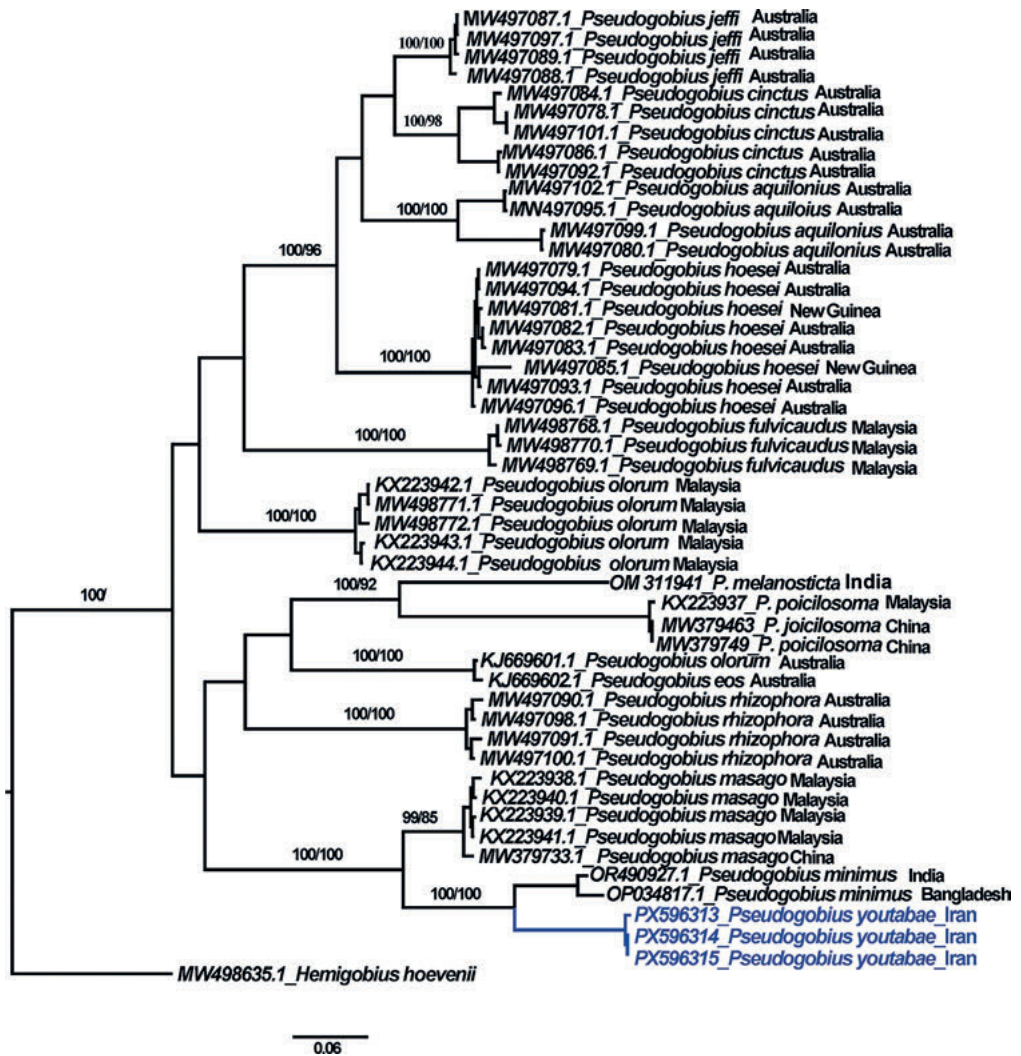 MW497087.1_Pseudogobius jeffi Australia
MW497097.1_Pseudogobius jeffi Australia
100/100
MW497089.1_Pseudogobius jeffi Australia
MW497088.1_Pseudogobius jeffi Australia
MW497084.1_Pseudogobius cinctus Australia
MW497078.1_Pseudogobius cinctus Australia
100/98
MW497101.1_Pseudogobius cinctus Australia
MW497086.1_Pseudogobius cinctus Australia
MW497092.1_Pseudogobius cinctus Australia
MW497102.1_Pseudogobius aquilonius Australia
100/100
MW497095.1_Pseudogobius aquiloius Australia
MW497099.1_Pseudogobius aquilonius Australia
100/96
MW497080.1_Pseudogobius aquilonius Australia
MW497079.1_Pseudogobius hoesei Australia
MW497094.1_Pseudogobius hoesei Australia
MW497081.1_Pseudogobius hoesei New Guinea
MW497082.1_Pseudogobius hoesei Australia
MW497083.1_Pseudogobius hoesei Australia
100/100
MW497085.1_Pseudogobius hoesei New Guinea
MW497093.1_Pseudogobius hoesei Australia
MW497096.1_Pseudogobius hoesei Australia
MW498768.1_Pseudogobius fulvicaudus Malaysia
100/100
MW498770.1_Pseudogobius fulvicaudus Malaysia
MW498769.1_Pseudogobius fulvicaudus Malaysia
KX223942.1_Pseudogobius olorum Malaysia
MW498771.1_Pseudogobius olorum Malaysia
100/100
MW498772.1_Pseudogobius olorum Malaysia
KX223943.1_Pseudogobius olorum Malaysia
KX223944.1_Pseudogobius olorum Malaysia
100/92
OM 311941_P. melanosticta India
100/
KX223937_P. poicilosoma Malaysia
MW379463_P. joicilosoma China
MW379749_P. poicilosoma China
100/100
KJ669601.1_Pseudogobius olorum Australia
KJ669602.1_Pseudogobius eos Australia
MW497090.1_Pseudogobius rhizophora Australia
100/100
MW497098.1_Pseudogobius rhizophora Australia
MW497091.1_Pseudogobius rhizophora Australia
MW497100.1_Pseudogobius rhizophora Australia
KX223938.1_Pseudogobius masago Malaysia
KX223940.1_Pseudogobius masago Malaysia
99/85
KX223939.1_Pseudogobius masago Malaysia
KX223941.1_Pseudogobius masago Malaysia
100/100
MW379733.1_Pseudogobius masago China
OR490927.1_Pseudogobius minimus India
100/100
OP034817.1_Pseudogobius minimus Bangladesh
PX596313_Pseudogobius youtabae_Iran
PX596314_Pseudogobius youtabae_Iran
PX596315_Pseudogobius youtabae_Iran
MW498635.1_Hemigobius hoevenii
0.06